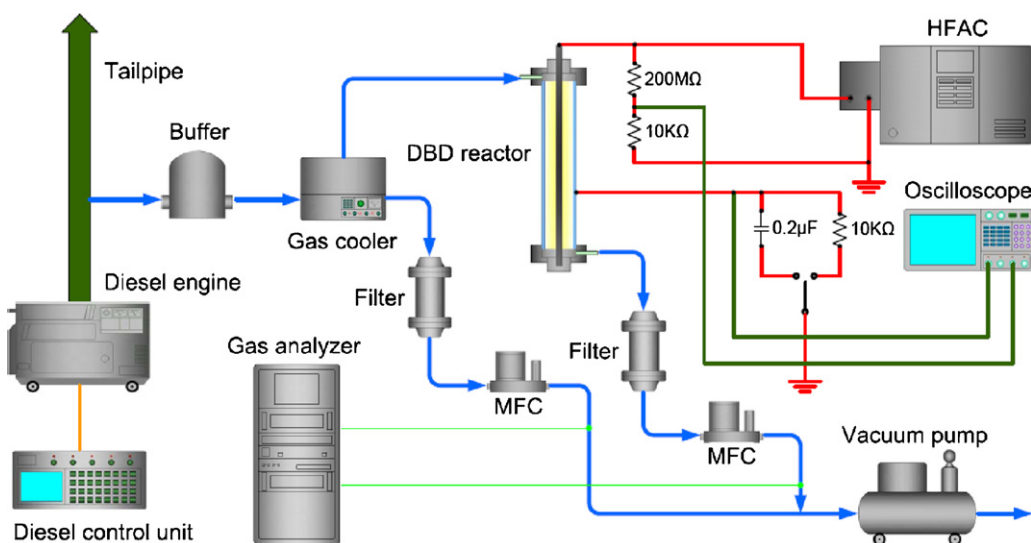 HFAC
Tailpipe
200MΩ
Buffer
10KΩ
DBD reactor
Oscilloscope
0.2µF
10KΩ
Gas cooler
Diesel engine
Filter
Filter
Gas analyzer
MFC
MFC
Vacuum pump
Diesel control unit